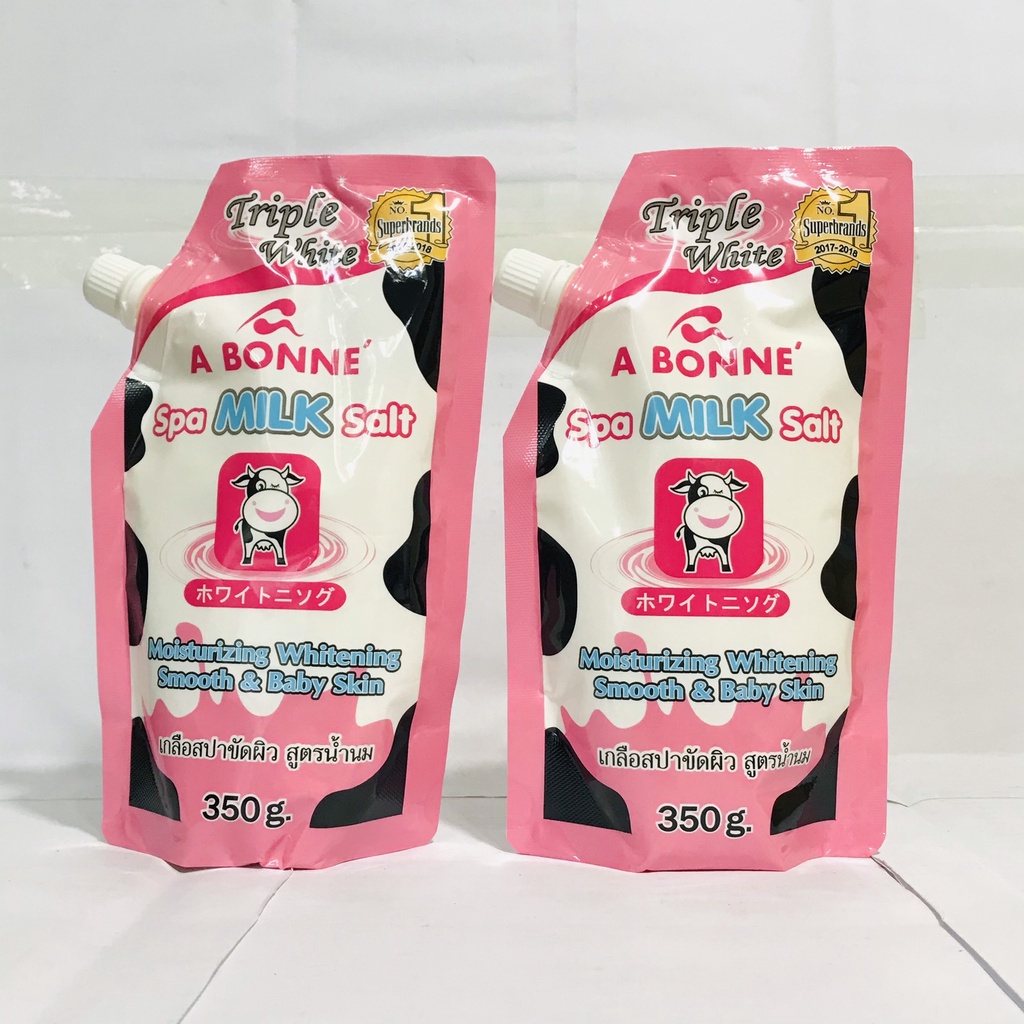 Triple
White
NO. 1
Superbrands
2018
A BONNE´
Spa MILK Salt
ホワイトニソグ
Moisturizing Whitening
Smooth & Baby Skin
เกลือสปาขัดผิว สูตรน้ำนม
350 g.
Triple
White
NO. 1
Superbrands
2017-2018
A BONNE´
Spa MILK Salt
ホワイトニソグ
Moisturizing Whitening
Smooth & Baby Skin
เกลือสปาขัดผิว สูตรน้ำนม
350 g.